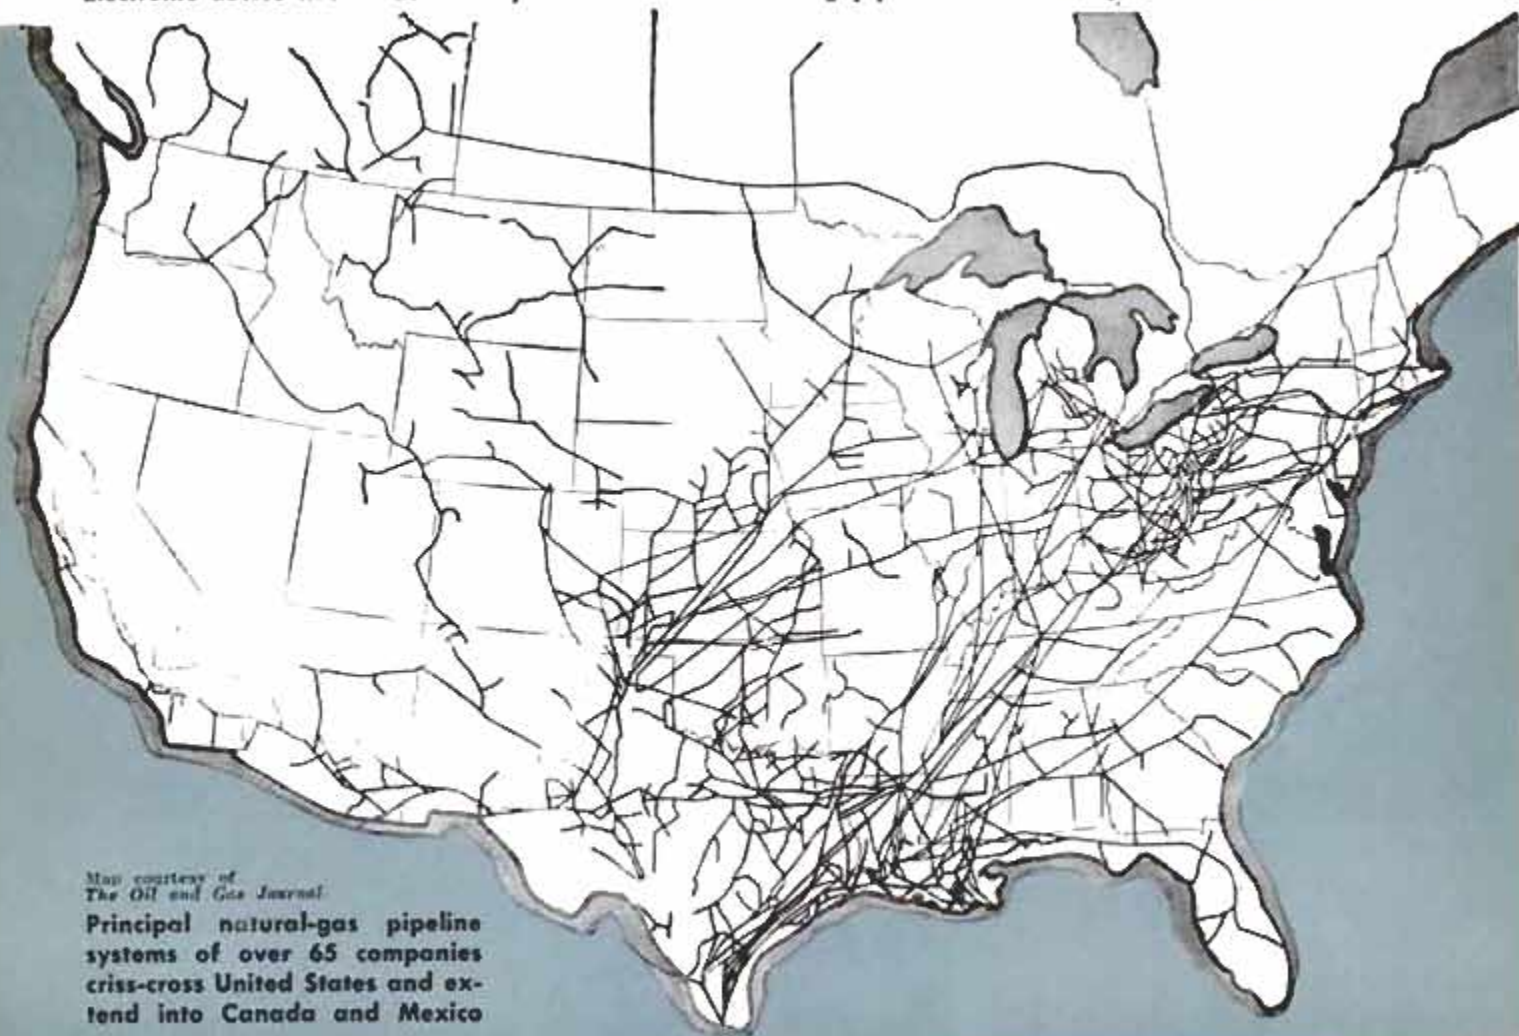 Map courtesy of
The Oil and Gas Journal
Principal natural-gas pipeline
systems of over 65 companies
criss-cross United States and ex-
tend into Canada and Mexico